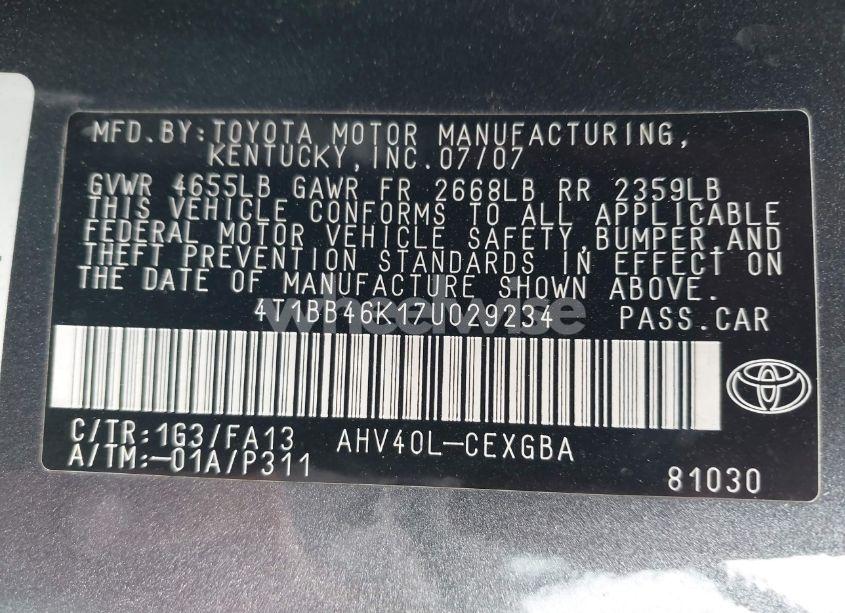 MFD.BY:TOYOTA MOTOR MANUFACTURING,
KENTUCKY,INC.07/07
GVWR 4655LB GAWR FR 2668LB RR 2359LB
THIS VEHICLE CONFORMS TO ALL APPLICABLE
FEDERAL MOTOR VEHICLE SAFETY,BUMPER,AND
THEFT PREVENTION STANDARDS IN EFFECT ON
THE DATE OF MANUFACTURE SHOWN ABOVE.
4T1BB46K17U029234 PASS.CAR
wheelwise
C/TR:1G3/FA13 AHV40L-CEXGBA
A/TM:-01A/P311
81030